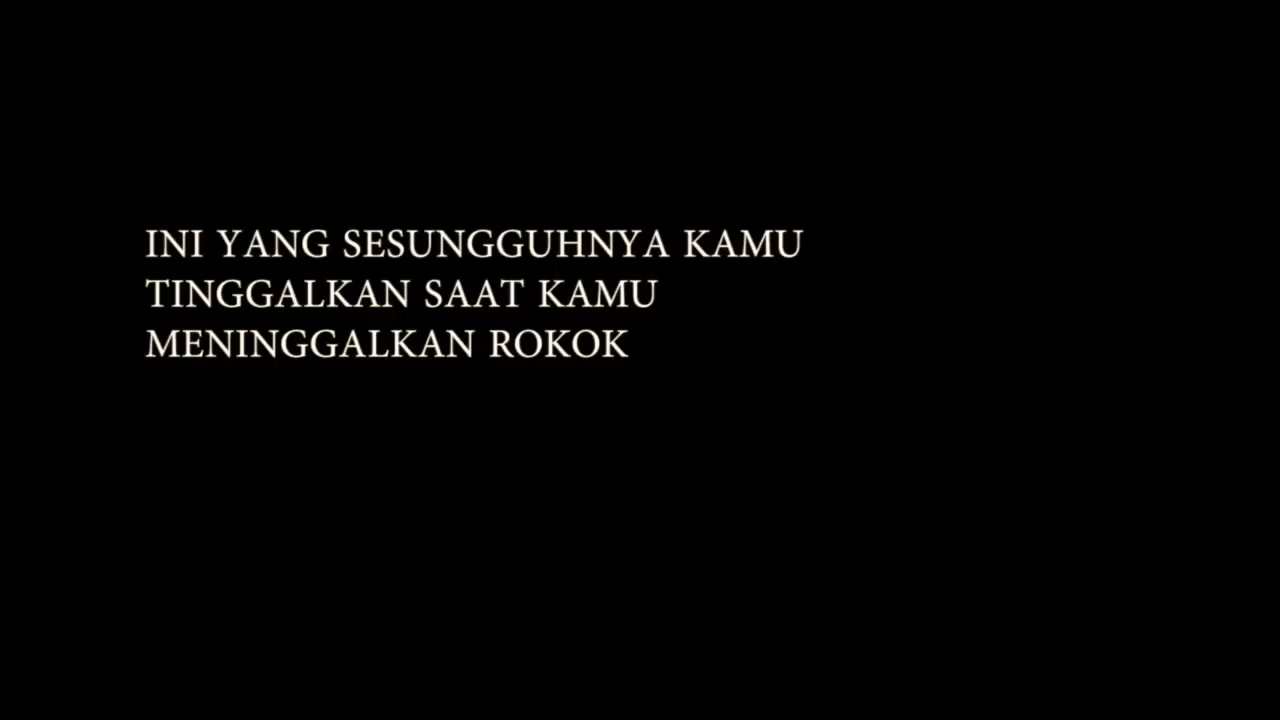 INI YANG SESUNGGUHNYA KAMU
TINGGALKAN SAAT KAMU
MENINGGALKAN ROKOK